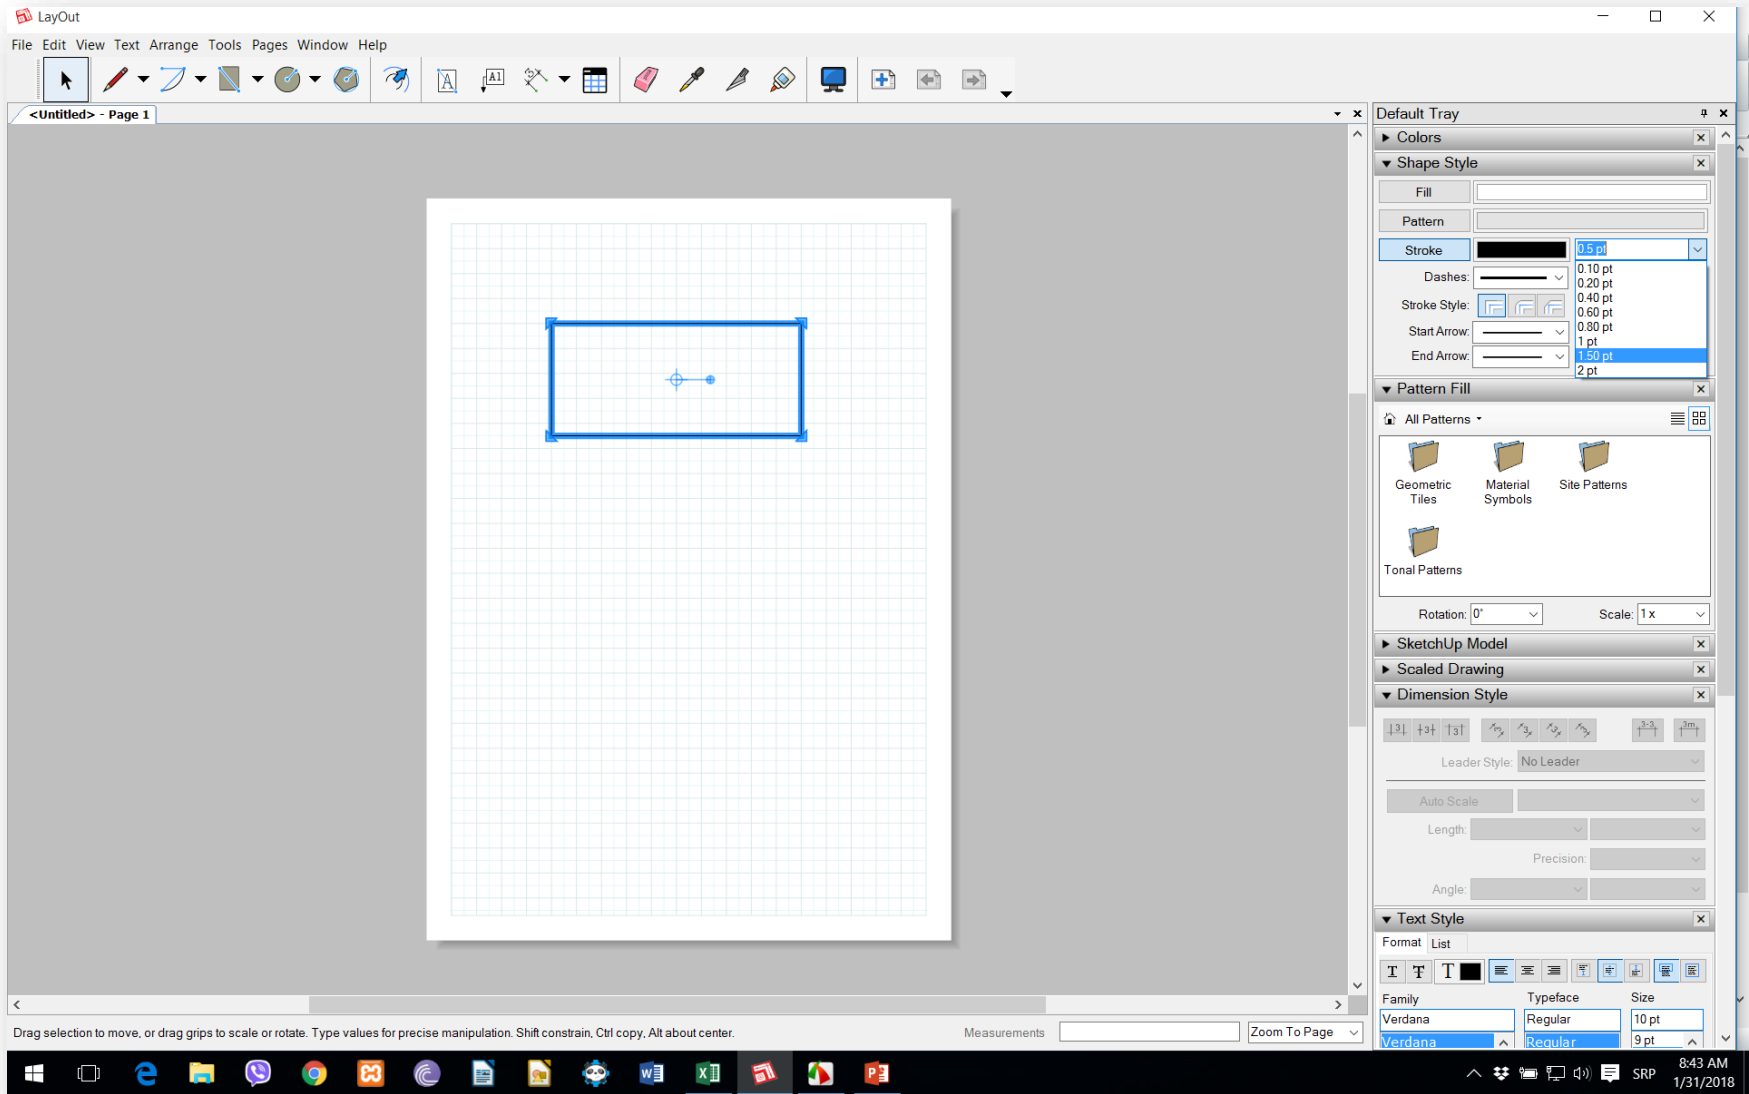 LayOut
File Edit View Text Arrange Tools Pages Window Help
A A1
<Untitled> - Page 1
Default Tray
Colors
Shape Style
Fill
Pattern
Stroke 0.5 pt
0.10 pt
Dashes:
0.20 pt
0.40 pt
Stroke Style:
0.60 pt
0.80 pt
Start Arrow:
1 pt
End Arrow:
1.50 pt
2 pt
Pattern Fill
All Patterns
Geometric Tiles
Material Symbols
Site Patterns
Tonal Patterns
Rotation: 0° Scale: 1 x
SketchUp Model
Scaled Drawing
Dimension Style
Leader Style: No Leader
Auto Scale
Length:
Precision:
Angle:
Text Style
Format List
Family Typeface Size
Verdana Regular 10 pt
Verdana Regular 9 pt
Drag selection to move, or drag grips to scale or rotate. Type values for precise manipulation. Shift constrain, Ctrl copy, Alt about center.
Measurements
Zoom To Page
SRP
8:43 AM
1/31/2018